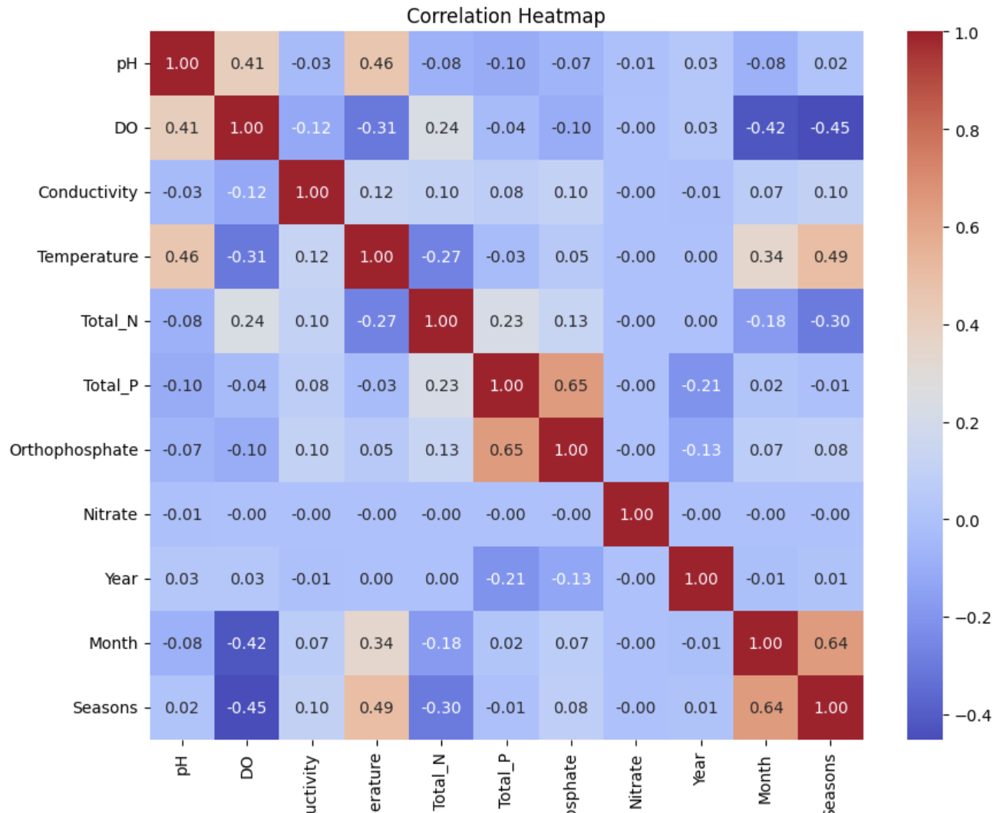 Correlation Heatmap
pH 1.00 0.41 -0.03 0.46 -0.08 -0.10 -0.07 -0.01 0.03 -0.08 0.02
DO 0.41 1.00 -0.12 -0.31 0.24 -0.04 -0.10 -0.00 0.03 -0.42 -0.45
Conductivity -0.03 -0.12 1.00 0.12 0.10 0.08 0.10 -0.00 -0.01 0.07 0.10
Temperature 0.46 -0.31 0.12 1.00 -0.27 -0.03 0.05 -0.00 0.00 0.34 0.49
Total_N -0.08 0.24 0.10 -0.27 1.00 0.23 0.13 -0.00 0.00 -0.18 -0.30
Total_P -0.10 -0.04 0.08 -0.03 0.23 1.00 0.65 -0.00 -0.21 0.02 -0.01
Orthophosphate -0.07 -0.10 0.10 0.05 0.13 0.65 1.00 -0.00 -0.13 0.07 0.08
Nitrate -0.01 -0.00 -0.00 -0.00 -0.00 -0.00 -0.00 1.00 -0.00 -0.00 -0.00
Year 0.03 0.03 -0.01 0.00 0.00 -0.21 -0.13 -0.00 1.00 -0.01 0.01
Month -0.08 -0.42 0.07 0.34 -0.18 0.02 0.07 -0.00 -0.01 1.00 0.64
Seasons 0.02 -0.45 0.10 0.49 -0.30 -0.01 0.08 -0.00 0.01 0.64 1.00
pH
DO
uctivity
erature
Total_N
Total_P
sphate
Nitrate
Year
Month
easons
1.0
0.8
0.6
0.4
0.2
0.0
−0.2
−0.4